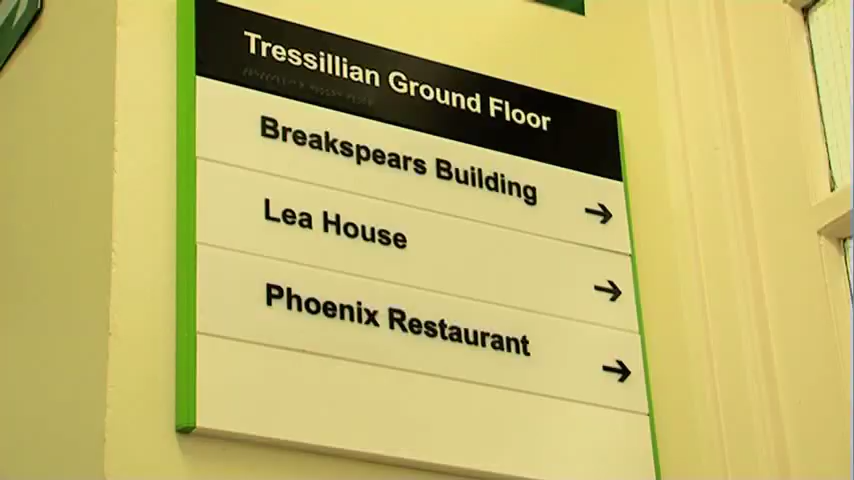 Tressillian Ground Floor
Breakspears Building →
Lea House →
Phoenix Restaurant →